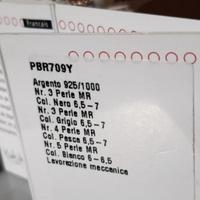 Français
PBR709Y
Argento 925/1000
Nr. 3 Perle MR
Col. Nero 6,5-7
Nr. 3 Perle MR
Col. Grigio 6,5-7
Nr. 4 Perle MR
Col. Pesca 6,5-7
Nr. 5 Perle MR
Col. Bianco 6-6,5
Lavorazione meccanica